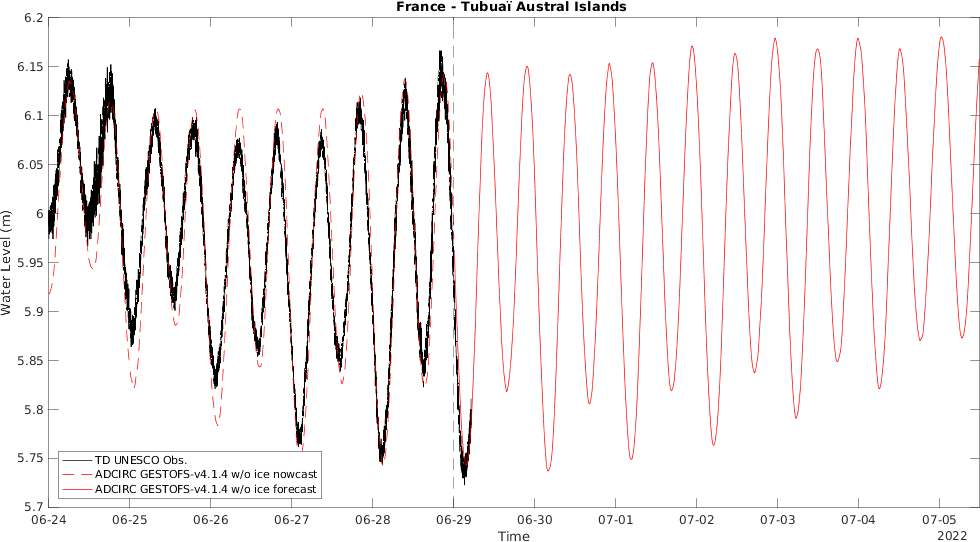 France - Tubuaï Austral Islands
6.2
6.15
6.1
6.05
6
5.95
5.9
5.85
5.8
5.75
5.7
Water Level (m)
TD UNESCO Obs.
ADCIRC GESTOFS-v4.1.4 w/o ice nowcast
ADCIRC GESTOFS-v4.1.4 w/o ice forecast
06-24 06-25 06-26 06-27 06-28 06-29 06-30 07-01 07-02 07-03 07-04 07-05
Time
2022